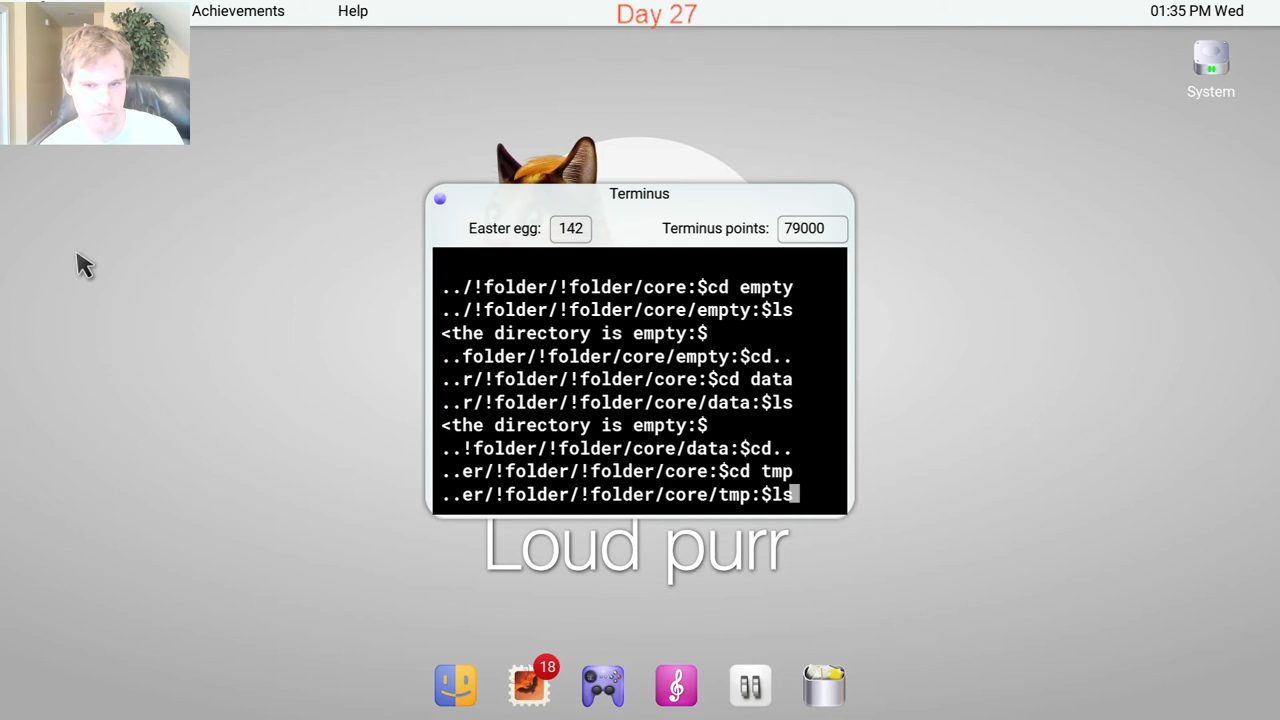 Achievements Help Day 27 01:35 PM Wed
System
Terminus
Easter egg: 142 Terminus points: 79000
../!folder/!folder/core:$cd empty
../!folder/!folder/core/empty:$ls
<the directory is empty:$
..folder/!folder/core/empty:$cd..
..r/!folder/!folder/core:$cd data
..r/!folder/!folder/core/data:$ls
<the directory is empty:$
..!folder/!folder/core/data:$cd..
..er/!folder/!folder/core:$cd tmp
..er/!folder/!folder/core/tmp:$ls
Loud purr
18